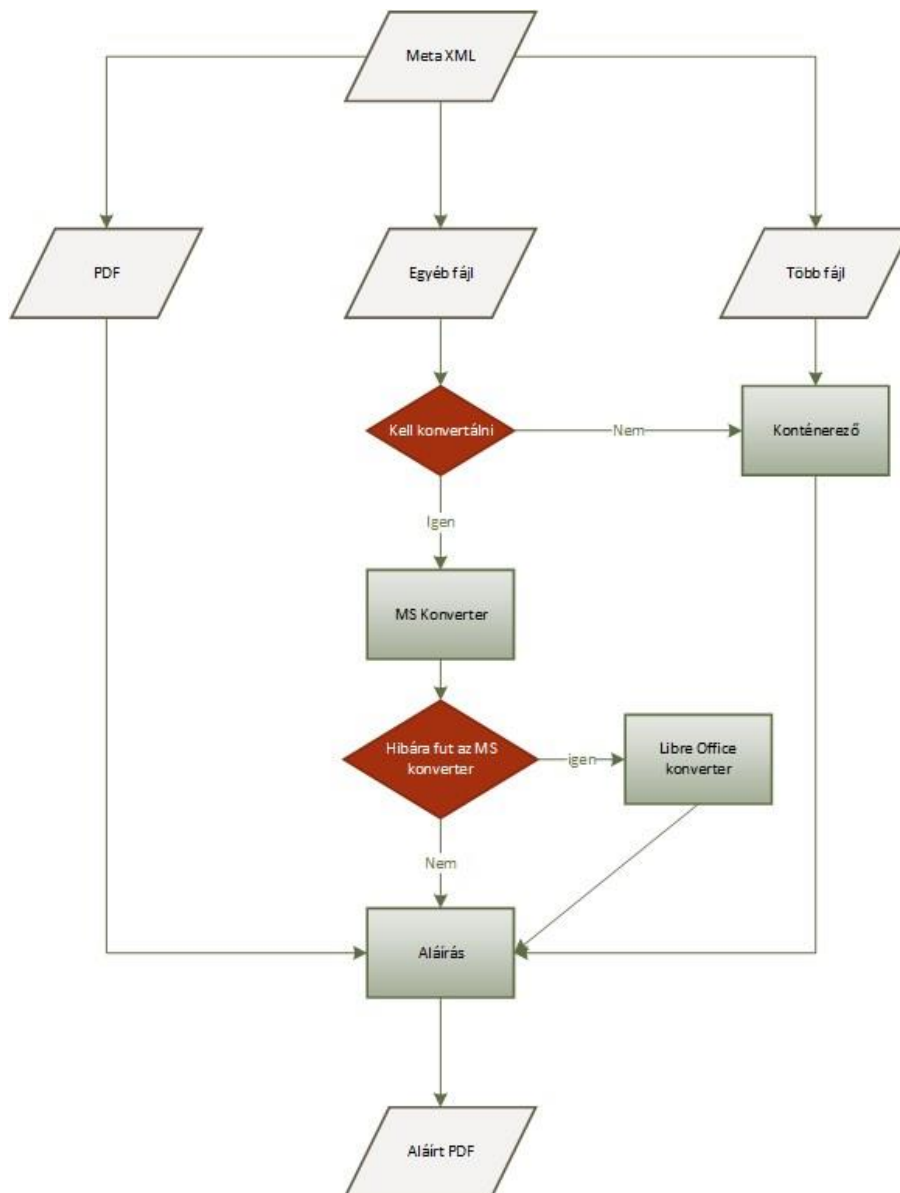 Meta XML
PDF
Egyéb fájl
Több fájl
Kell konvertálni
Nem
Konténerező
Igen
MS Konverter
Hibára fut az MS
konverter
igen
Libre Office
konverter
Nem
Aláírás
Aláírt PDF